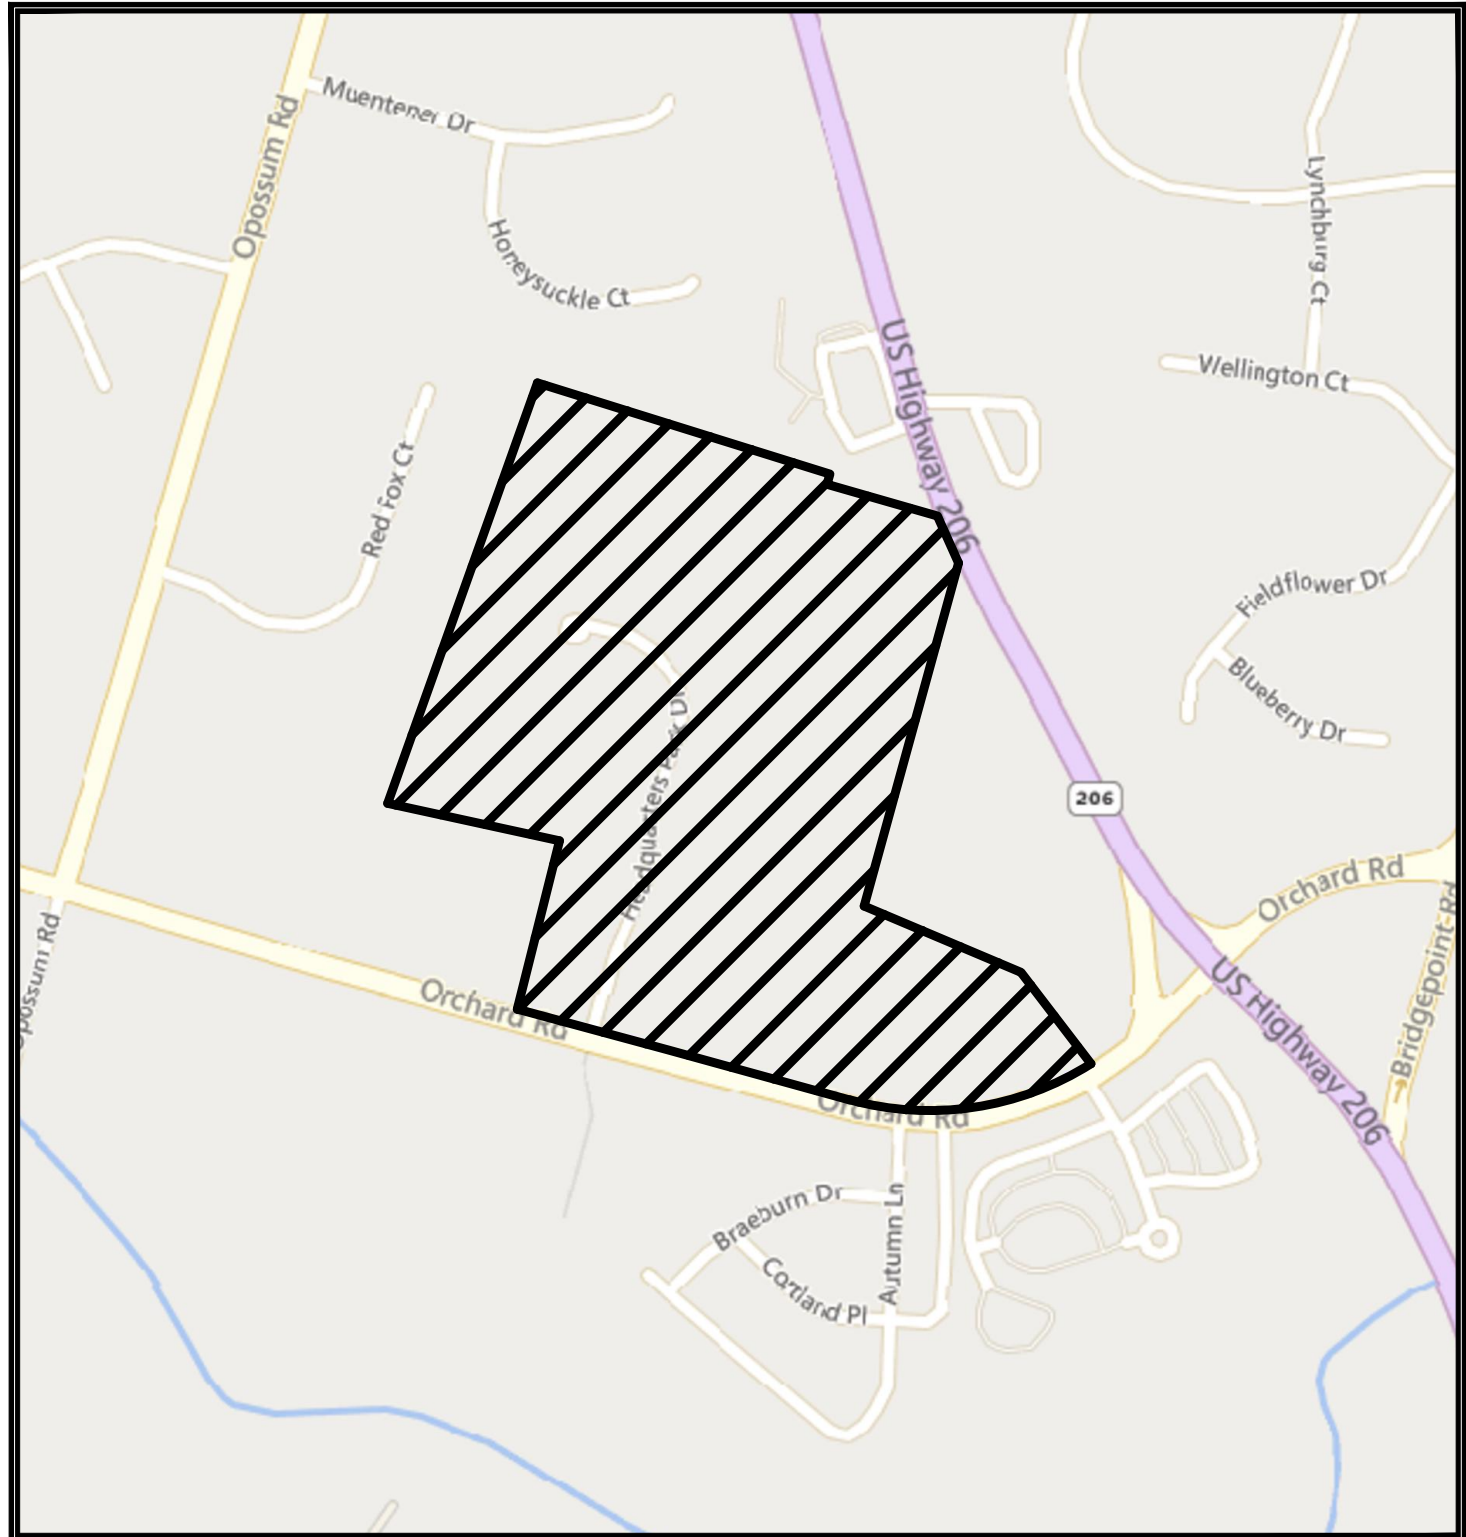 Muentener Dr
Opossum Rd
Lynchburg Ct
Honeysuckle Ct
US Highway 206
Wellington Ct
Red Fox Ct
Fieldflower Dr
Blueberry Dr
Headquarters Park Dr
206
Orchard Rd
Bridgepoint Rd
Opossum Rd
Orchard Rd
US Highway 206
Orchard Rd
Braeburn Dr
Autumn Ln
Cortland Pl